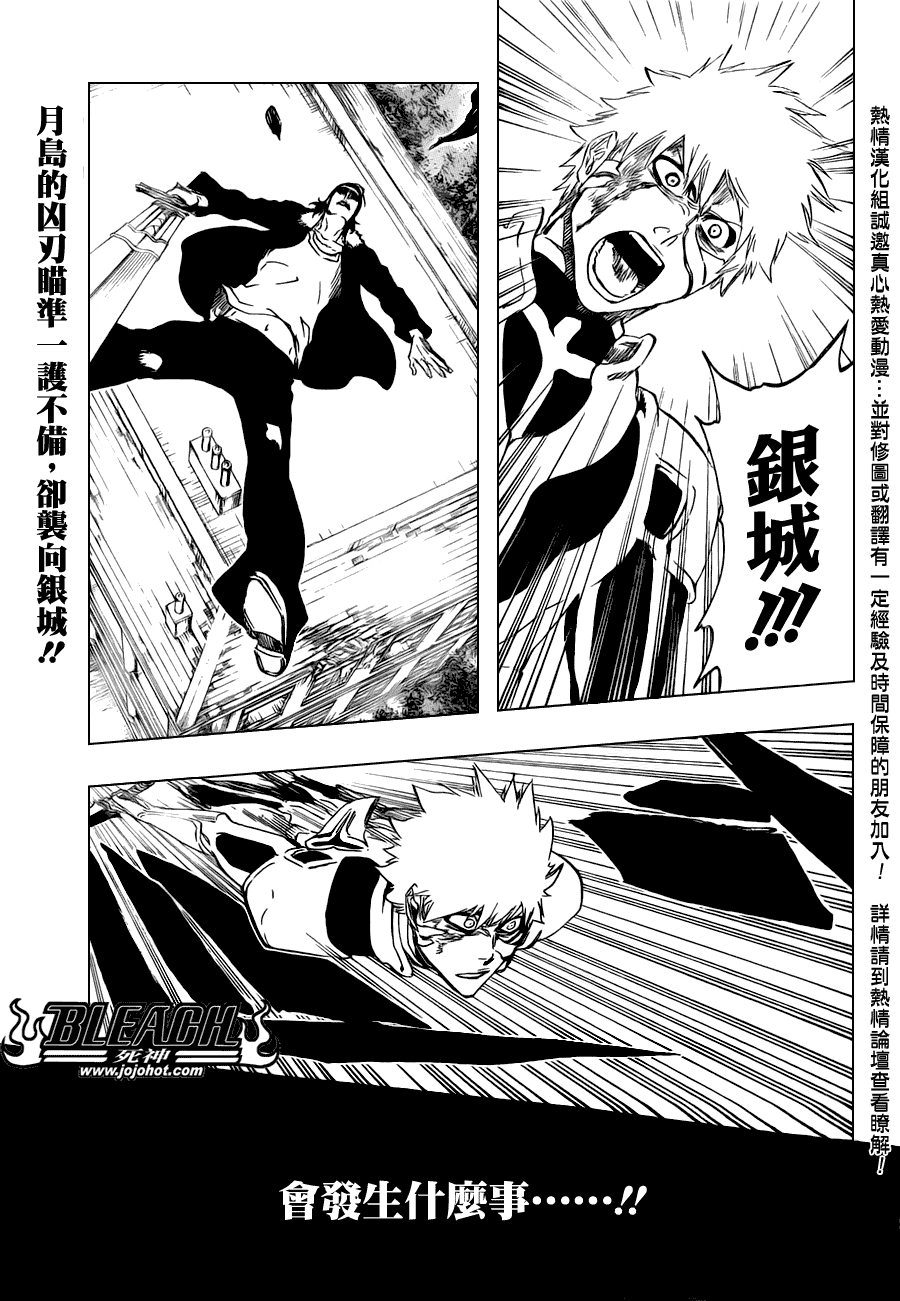 熱情漢化組誠邀真心熱愛動漫…並對修圖或翻譯有一定經驗及時間保障的朋友加入！ 詳情請到熱情論壇查看瞭解！
銀城!!!
月島的凶刃瞄準一護不備，卻襲向銀城!!
BLEACH
死神
www.jojohot.com
會發生什麼事……!!